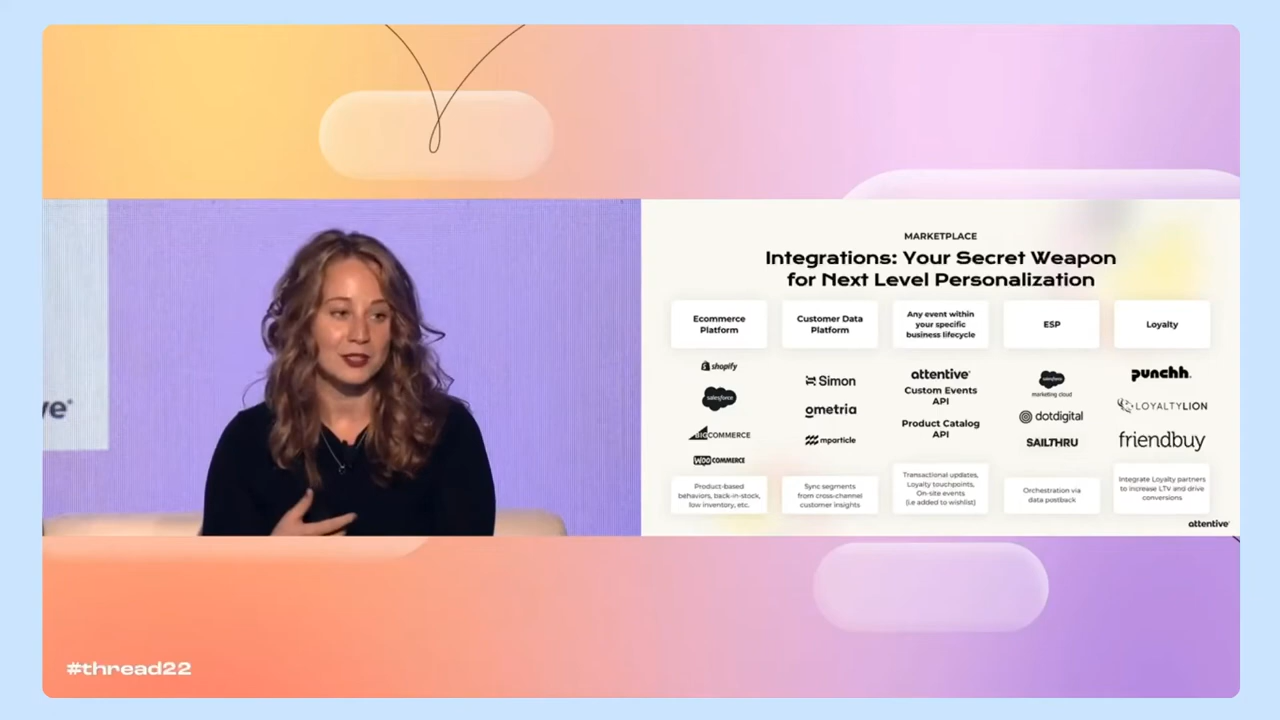 MARKETPLACE
Integrations: Your Secret Weapon
for Next Level Personalization
Ecommerce
Platform
shopify
salesforce
BIGCOMMERCE
WOOCOMMERCE
Product-based
behaviors, back-in-stock,
low inventory, etc.
Customer Data
Platform
Simon
ometria
mparticle
Sync segments
from cross-channel
customer insights
Any event within
your specific
business lifecycle
attentive®
Custom Events
API
Product Catalog
API
Transactional updates,
Loyalty touchpoints,
On-site events
(i.e added to wishlist)
ESP
salesforce
marketing cloud
dotdigital
SAILTHRU
Orchestration via
data postback
Loyalty
punchh.
LOYALTYLION
friendbuy
Integrate Loyalty partners
to increase LTV and drive
conversions
attentive®
ve®
#thread22